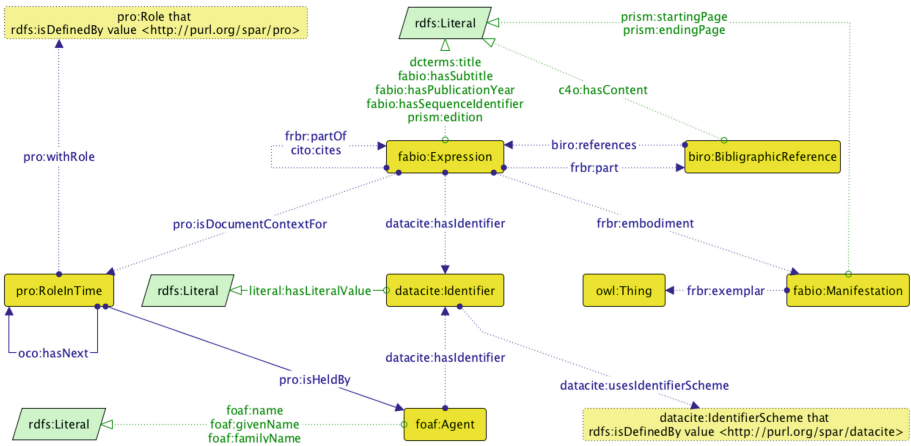 pro:Role that
rdfs:isDefinedBy value <http://purl.org/spar/pro>
rdfs:Literal
prism:startingPage
prism:endingPage
dcterms:title
fabio:hasSubtitle
fabio:hasPublicationYear
fabio:hasSequenceIdentifier
prism:edition
c4o:hasContent
frbr:partOf
cito:cites
pro:withRole
fabio:Expression
biro:references
frbr:part
biro:BibligraphicReference
pro:isDocumentContextFor
datacite:hasIdentifier
frbr:embodiment
pro:RoleInTime
rdfs:Literal
literal:hasLiteralValue
datacite:Identifier
owl:Thing
frbr:exemplar
fabio:Manifestation
oco:hasNext
datacite:hasIdentifier
pro:isHeldBy
datacite:usesIdentifierScheme
rdfs:Literal
foaf:name
foaf:givenName
foaf:familyName
foaf:Agent
datacite:IdentifierScheme that
rdfs:isDefinedBy value <http://purl.org/spar/datacite>